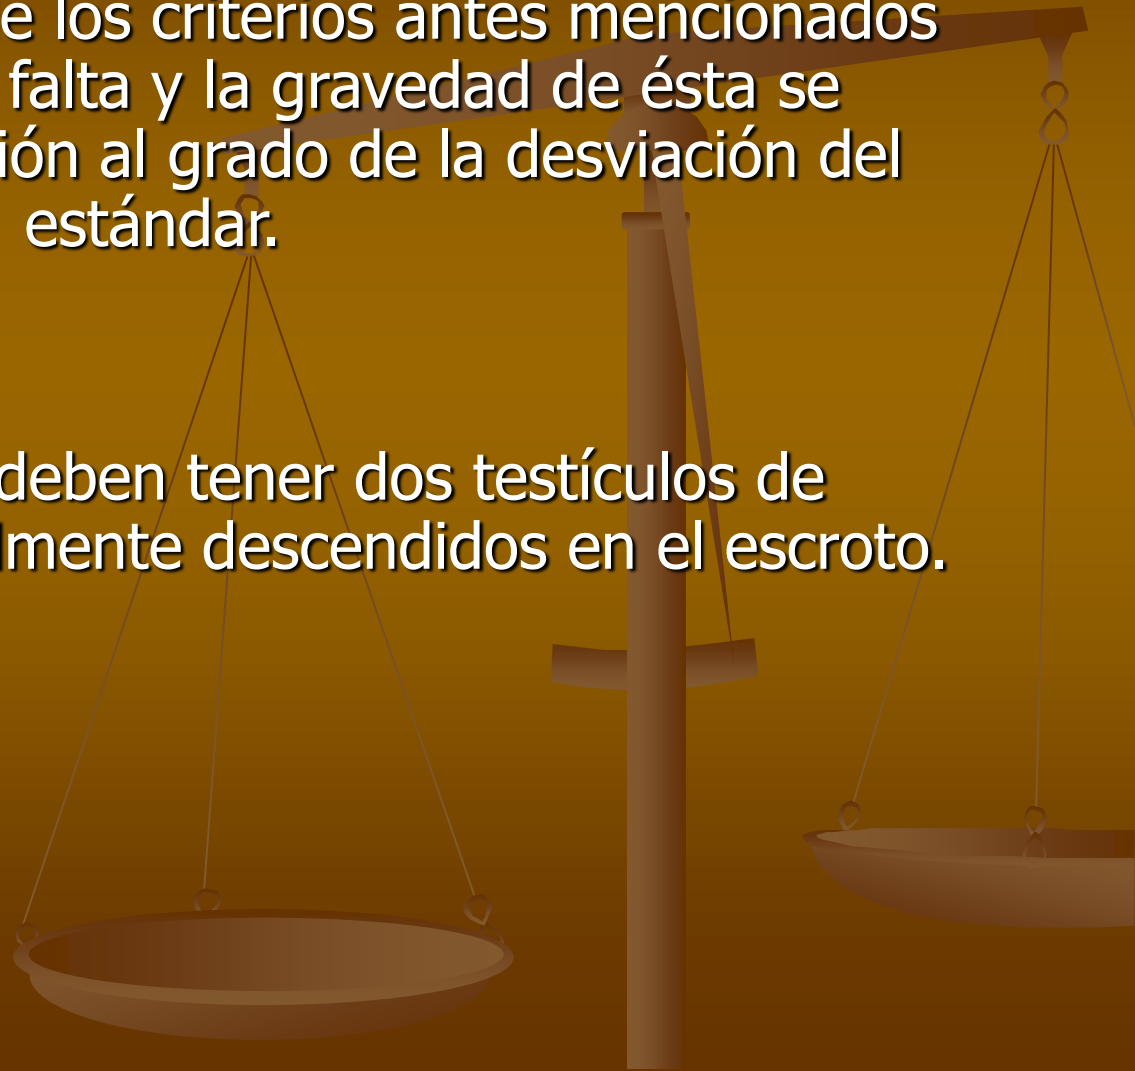 e los criterios antes mencionados
falta y la gravedad de ésta se
ión al grado de la desviación del
estándar.
deben tener dos testículos de
lmente descendidos en el escroto.